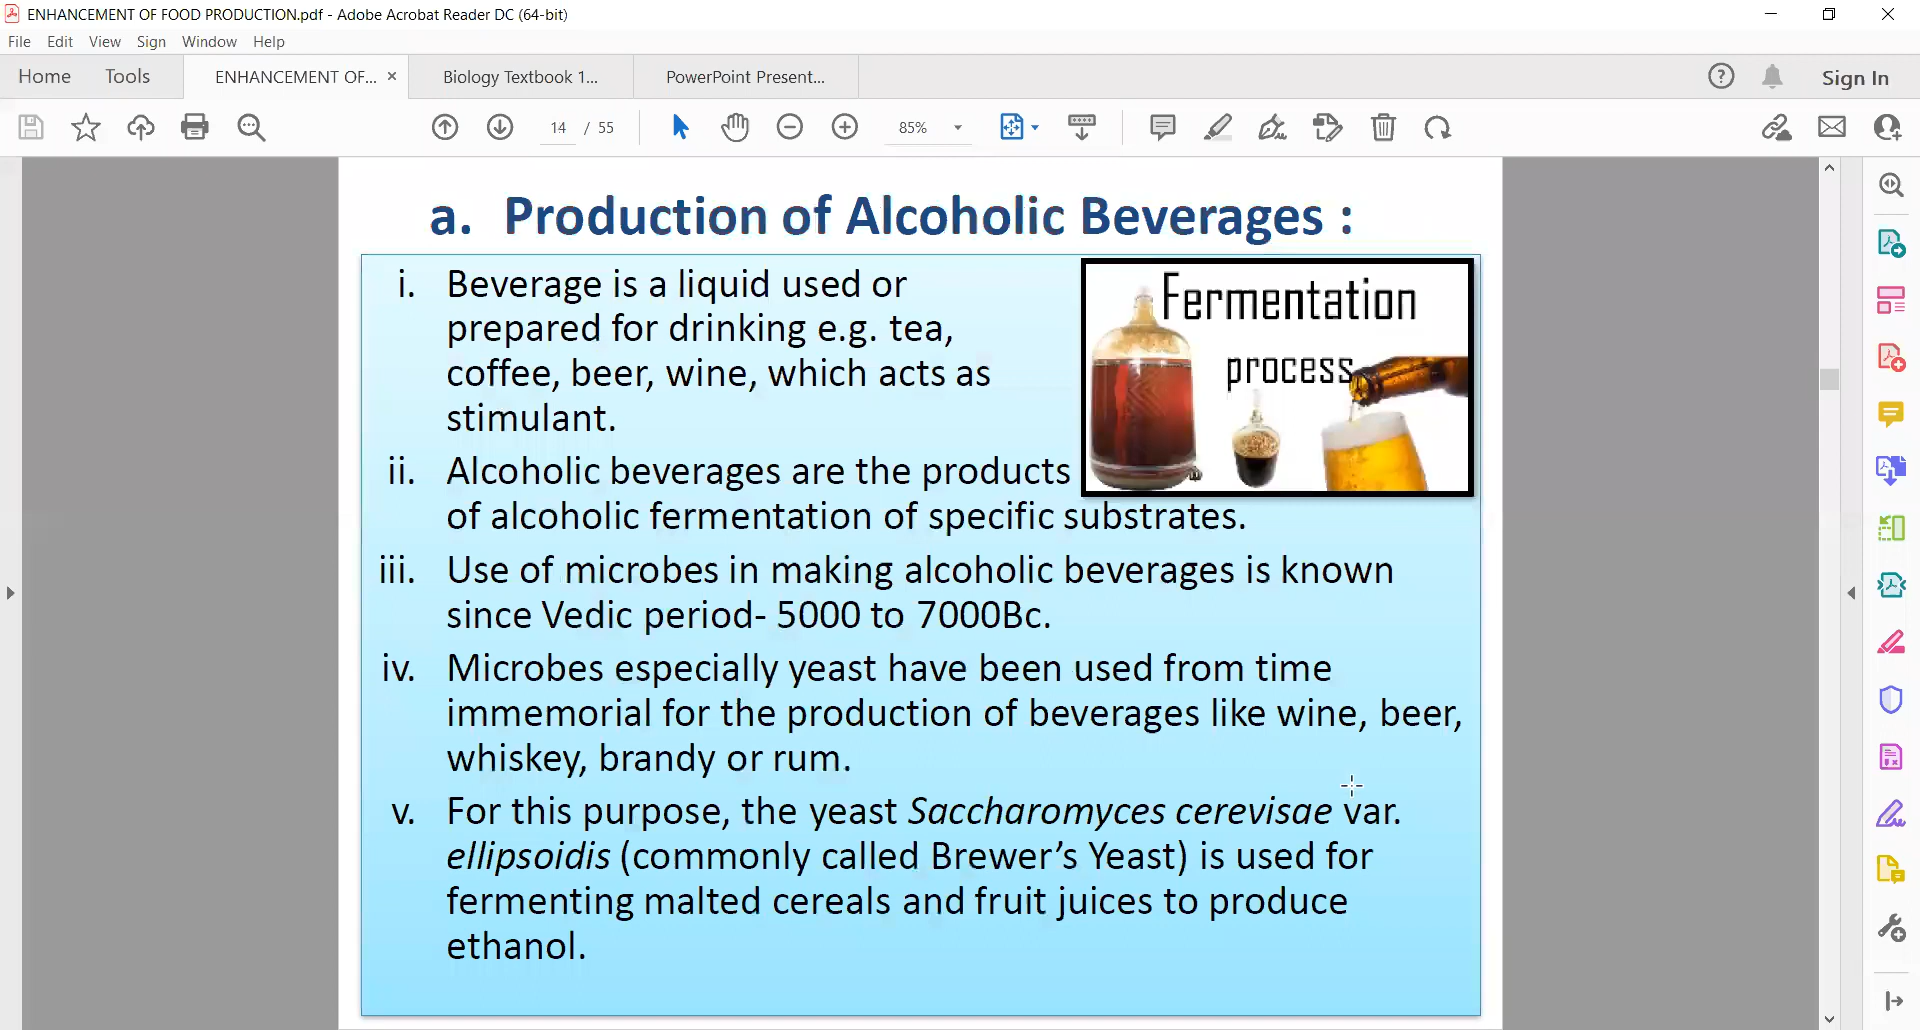 ENHANCEMENT OF FOOD PRODUCTION.pdf - Adobe Acrobat Reader DC (64-bit)
File Edit View Sign Window Help
Home Tools ENHANCEMENT OF... × Biology Textbook 1... PowerPoint Present... Sign In
14 / 55 85%
a. Production of Alcoholic Beverages :
i. Beverage is a liquid used or
prepared for drinking e.g. tea,
coffee, beer, wine, which acts as
stimulant.
Fermentation
process
ii. Alcoholic beverages are the products
of alcoholic fermentation of specific substrates.
iii. Use of microbes in making alcoholic beverages is known
since Vedic period- 5000 to 7000Bc.
iv. Microbes especially yeast have been used from time
immemorial for the production of beverages like wine, beer,
whiskey, brandy or rum.
v. For this purpose, the yeast Saccharomyces cerevisae var.
ellipsoidis (commonly called Brewer's Yeast) is used for
fermenting malted cereals and fruit juices to produce
ethanol.